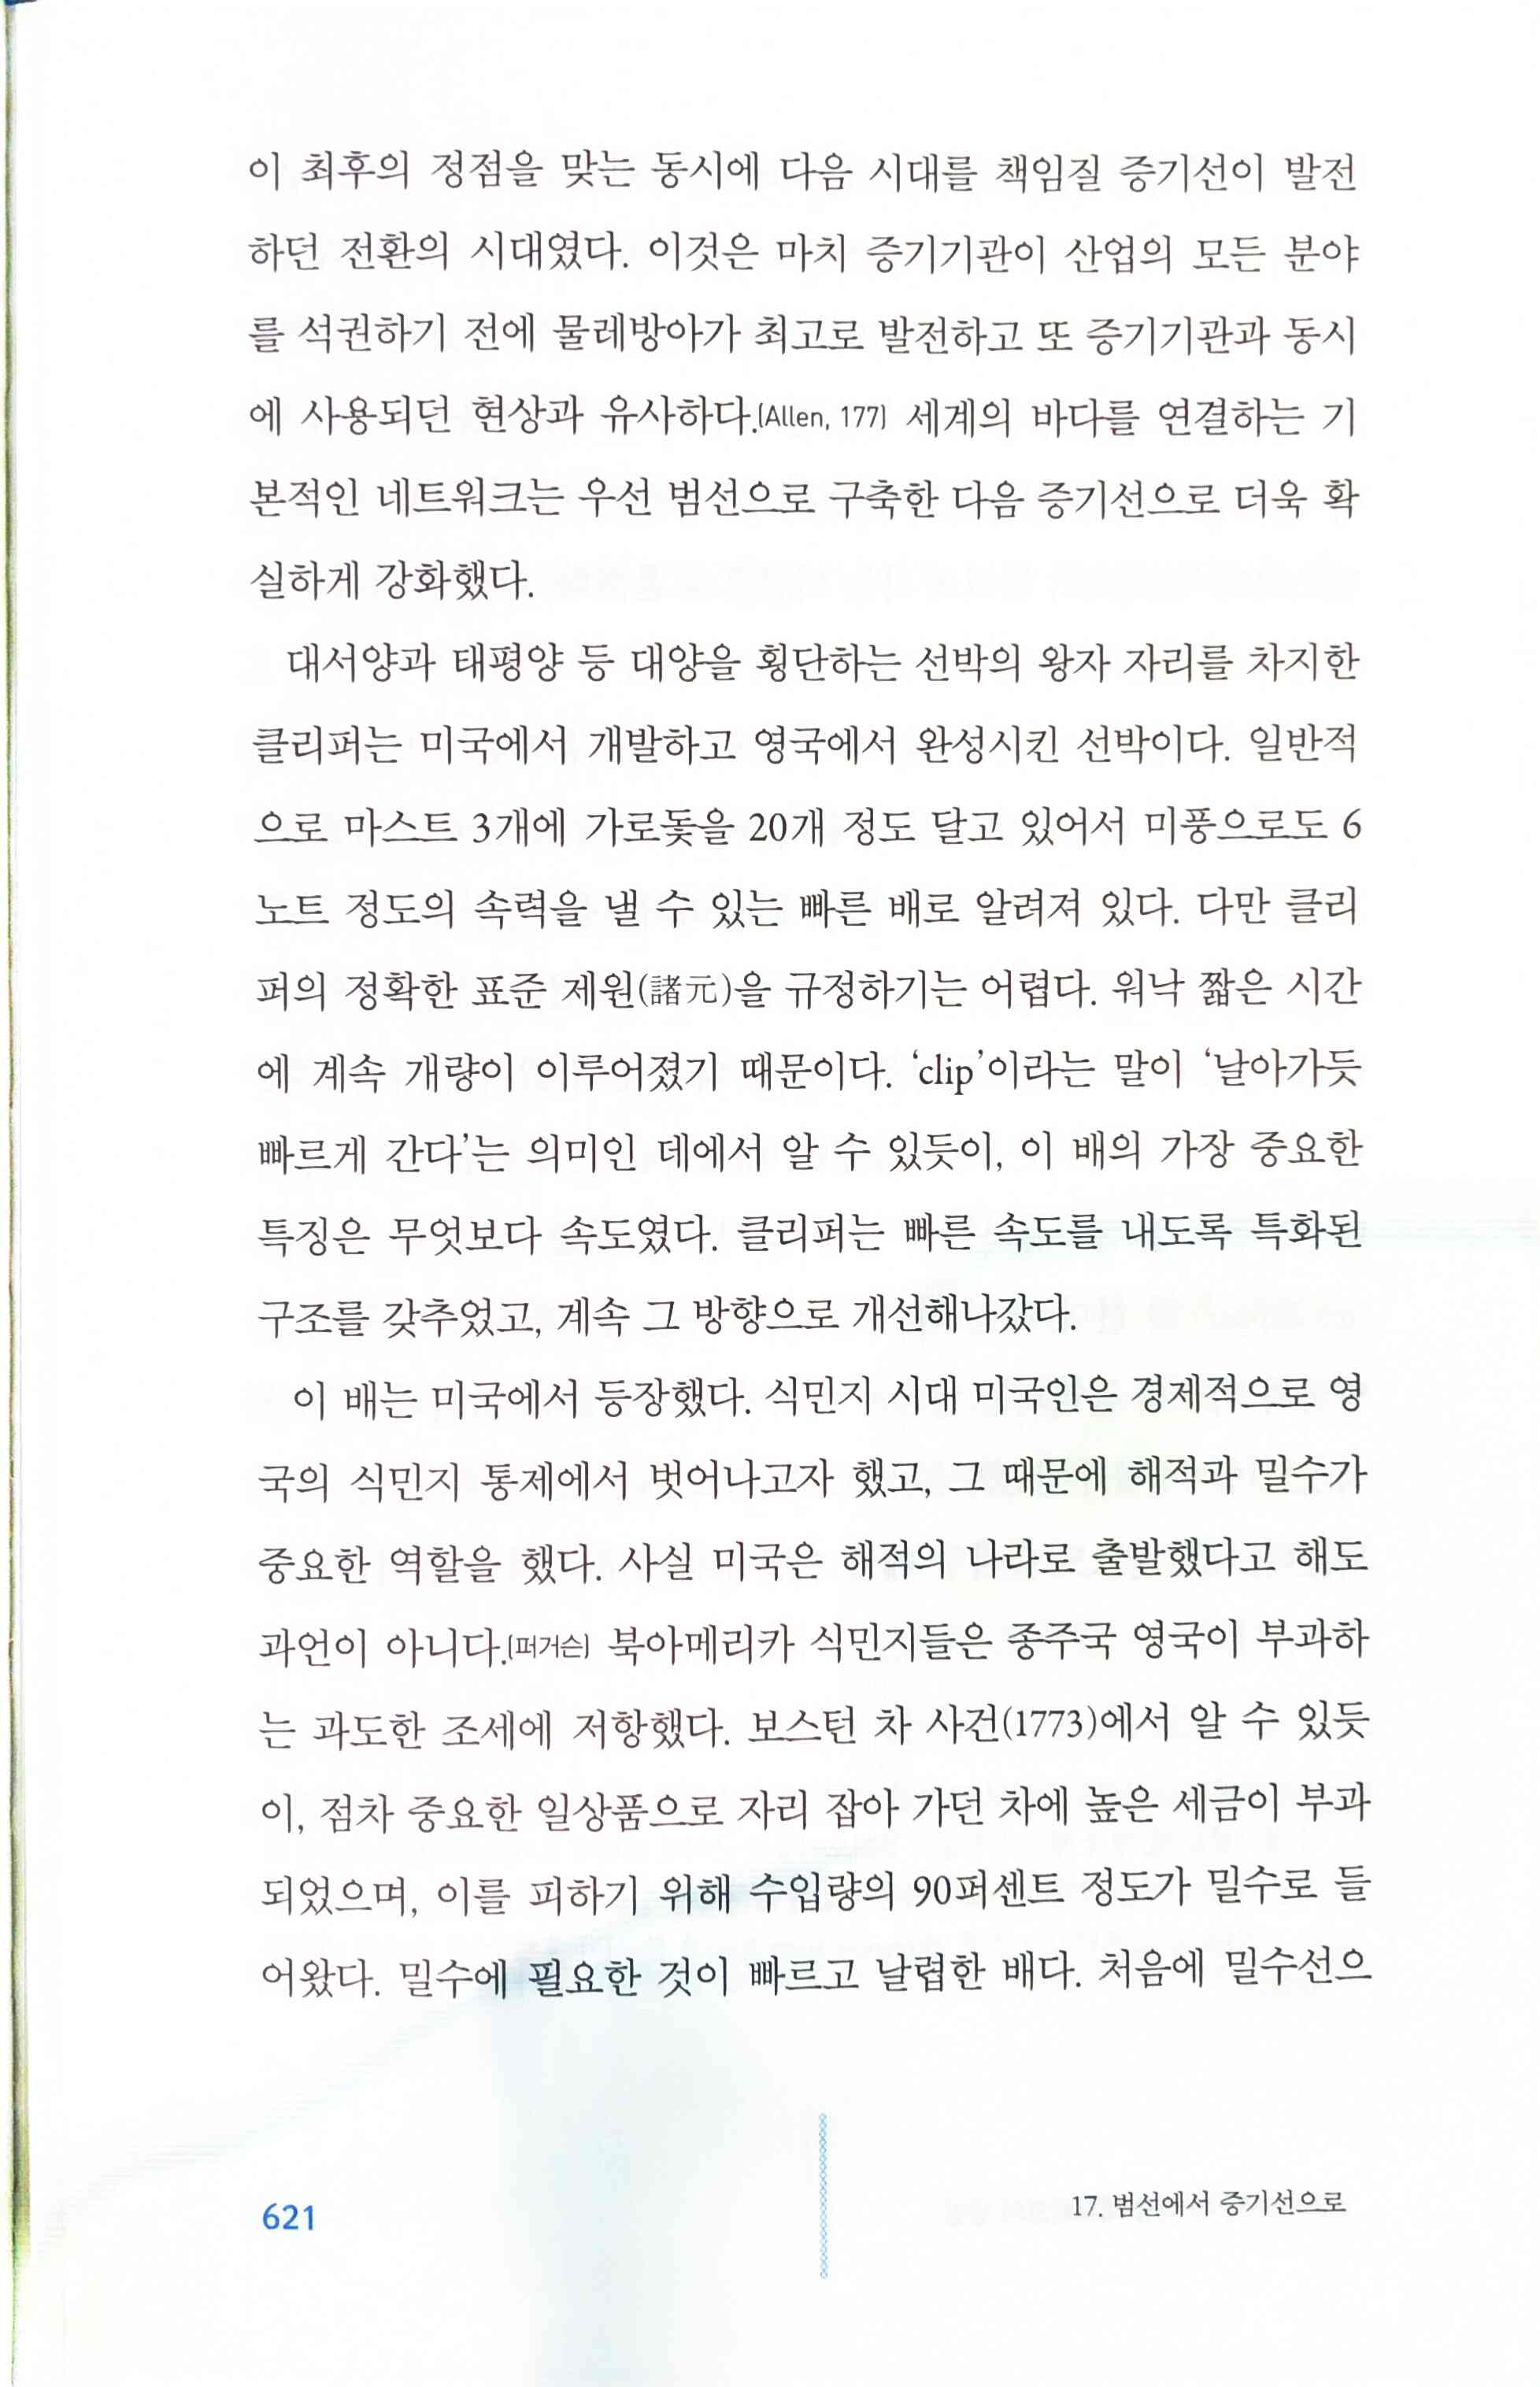 이 최후의 정점을 맞는 동시에 다음 시대를 책임질 증기선이 발전
하던 전환의 시대였다. 이것은 마치 증기기관이 산업의 모든 분야
를 석권하기 전에 물레방아가 최고로 발전하고 또 증기기관과 동시
에 사용되던 현상과 유사하다.(Allen, 177) 세계의 바다를 연결하는 기
본적인 네트워크는 우선 범선으로 구축한 다음 증기선으로 더욱 확
실하게 강화했다.
대서양과 태평양 등 대양을 횡단하는 선박의 왕자 자리를 차지한
클리퍼는 미국에서 개발하고 영국에서 완성시킨 선박이다. 일반적
으로 마스트 3개에 가로돛을 20개 정도 달고 있어서 미풍으로도 6
노트 정도의 속력을 낼 수 있는 빠른 배로 알려져 있다. 다만 클리
퍼의 정확한 표준 제원(諸元)을 규정하기는 어렵다. 워낙 짧은 시간
에 계속 개량이 이루어졌기 때문이다. ‘clip’이라는 말이 ‘날아가듯
빠르게 간다’는 의미인 데에서 알 수 있듯이, 이 배의 가장 중요한
특징은 무엇보다 속도였다. 클리퍼는 빠른 속도를 내도록 특화된
구조를 갖추었고, 계속 그 방향으로 개선해나갔다.
이 배는 미국에서 등장했다. 식민지 시대 미국인은 경제적으로 영
국의 식민지 통제에서 벗어나고자 했고, 그 때문에 해적과 밀수가
중요한 역할을 했다. 사실 미국은 해적의 나라로 출발했다고 해도
과언이 아니다.(퍼거슨) 북아메리카 식민지들은 종주국 영국이 부과하
는 과도한 조세에 저항했다. 보스턴 차 사건(1773)에서 알 수 있듯
이, 점차 중요한 일상품으로 자리 잡아 가던 차에 높은 세금이 부과
되었으며, 이를 피하기 위해 수입량의 90퍼센트 정도가 밀수로 들
어왔다. 밀수에 필요한 것이 빠르고 날렵한 배다. 처음에 밀수선으
621
17. 범선에서 증기선으로